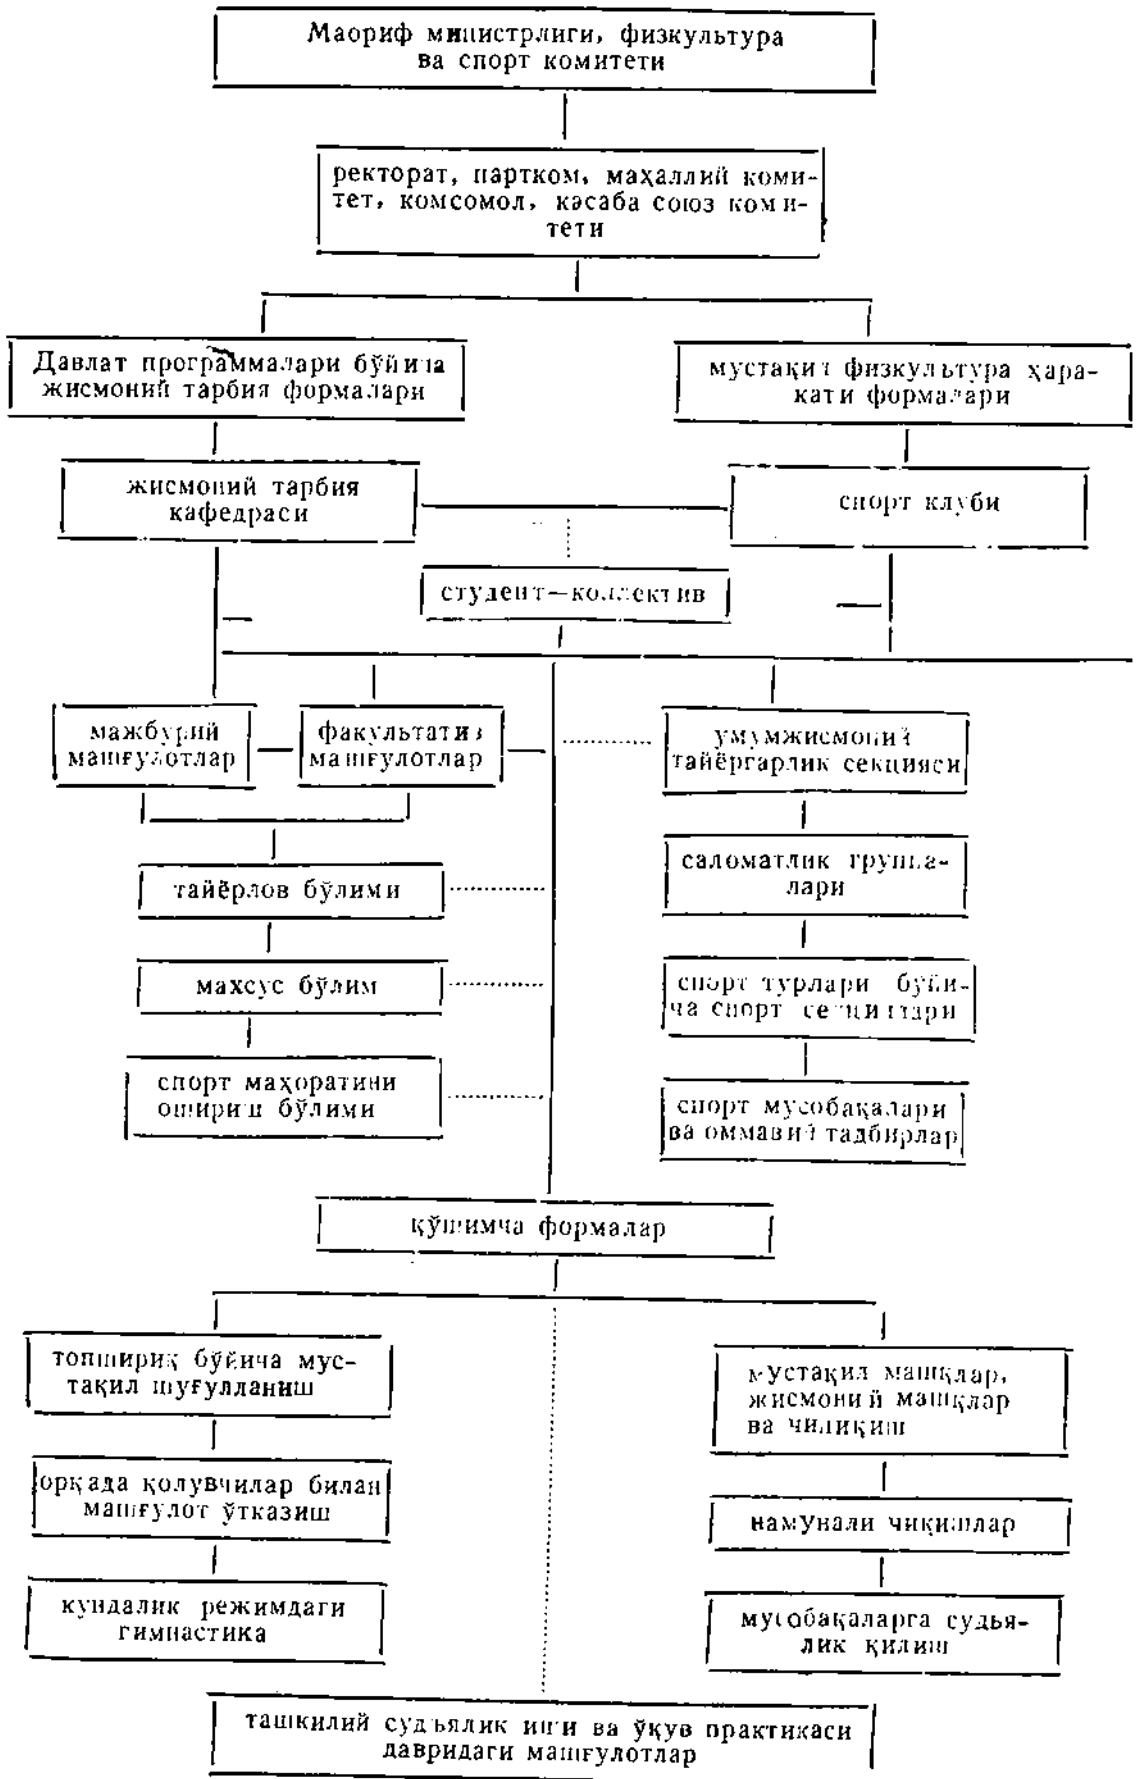 Маориф министрлиги, физкультура
ва спорт комитети
ректорат, партком, маҳаллий коми-
тет, комсомол, касаба союз коми-
тети
Давлат программалари бўйича
жисмоний тарбия формалари
мустақил физкультура ҳара-
кати формалари
жисмоний тарбия
кафедраси
спорт клуби
студент—коллектив
мажбурий
машғулотлар
факультатив
машғулотлар
умумжисмоний
тайёргарлик секцияси
тайёрлов бўлими
саломатлик группа-
лари
махсус бўлим
спорт турлари бўйи-
ча спорт секциялари
спорт маҳоратини
ошириш бўлими
спорт мусобақалари
ва оммавий тадбирлар
қўшимча формалар
топшириқ бўйича мус-
тақил шуғулланиш
мустақил машқлар,
жисмоний машқлар
ва чилиқиш
орқада қолувчилар билан
машғулот ўтказиш
намунали чиқишлар
кундалик режимдаги
гимнастика
мусобақаларга судья-
лик қилиш
ташкилий судъялик иши ва ўқув практикаси
давридаги машғулотлар